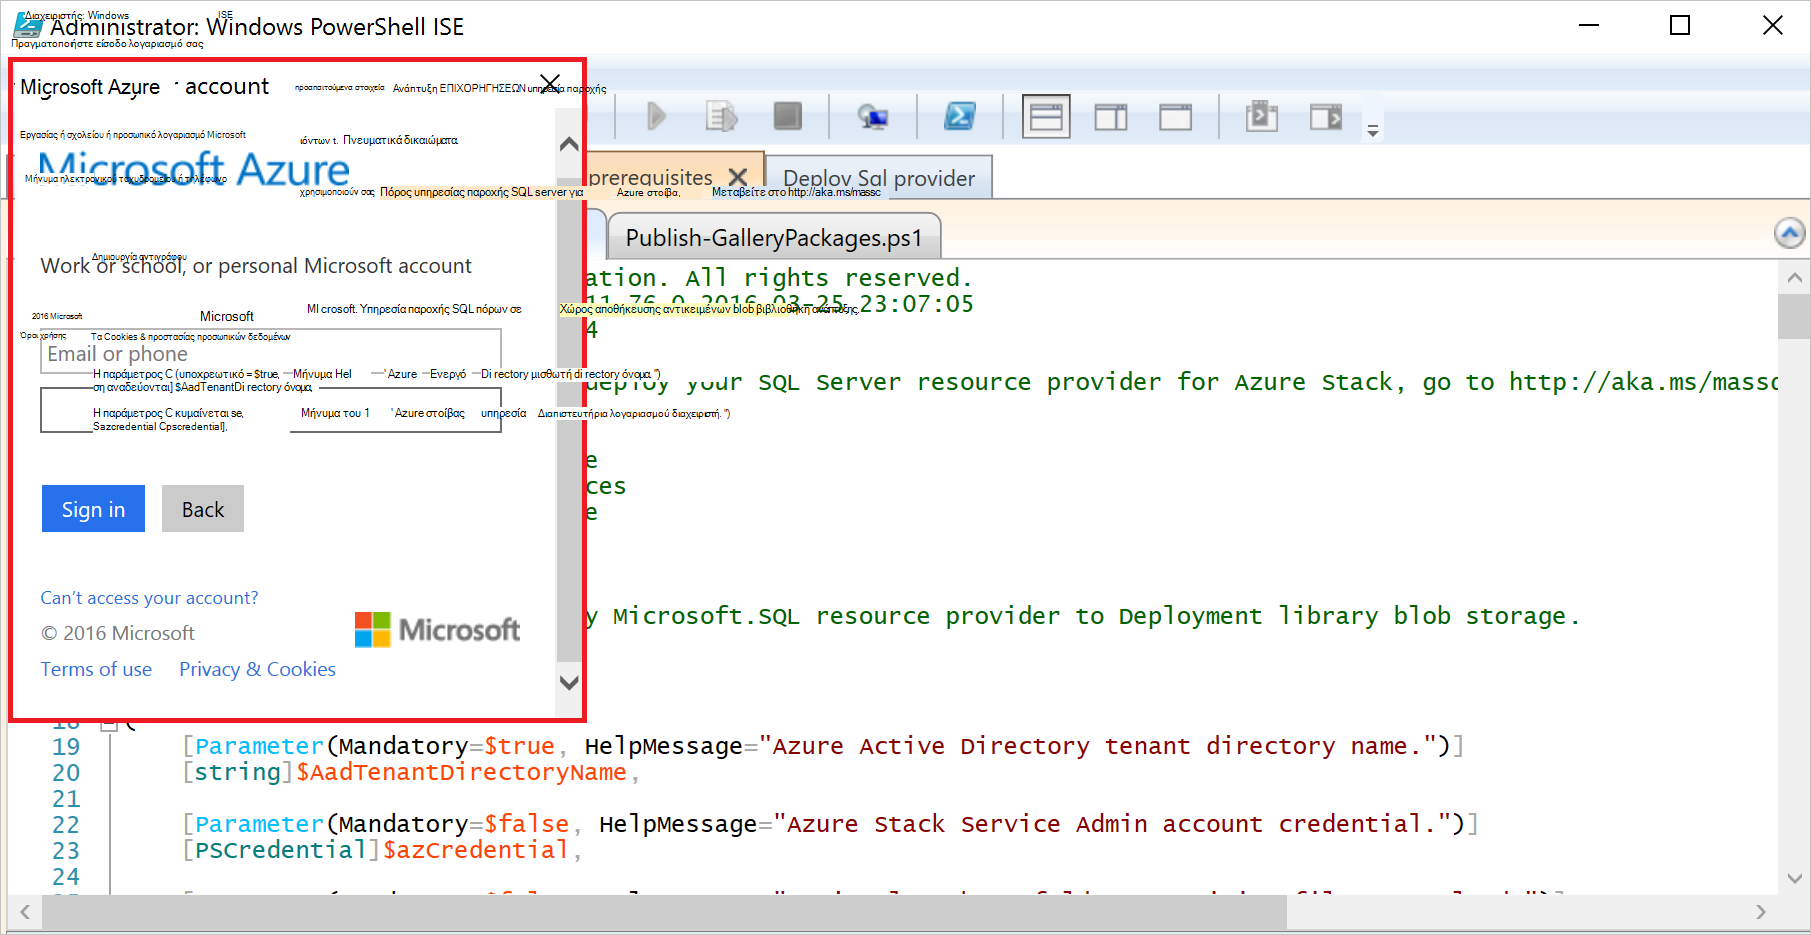 Διαχειριστής: Windows ISE
Administrator: Windows PowerShell ISE
Πραγματοποιήστε είσοδο λογαριασμό σας
Microsoft Azure account
προαπαιτούμενα στοιχεία Ανάπτυξη ΕΠΙΧΟΡΗΓΗΣΕΩΝ υπηρεσία παροχής
Εργασίας ή σχολείου ή προσωπικό λογαριασμό Microsoft
ιόντων t. Πνευματικά δικαιώματα
Microsoft Azure
Μήνυμα ηλεκτρονικού ταχυδρομείου ή τηλέφωνο
prerequisites
Deploy Sql provider
χρησιμοποιούν σας Πόρος υπηρεσίας παροχής SQL server για Azure στοίβα, Μεταβείτε στο http://aka.ms/massc
Publish-GalleryPackages.ps1
Δημιουργία αντιγράφου
Work or school, or personal Microsoft account
ation. All rights reserved.
11.76.0 2016-03-25 23:07:05
2016 Microsoft
Microsoft
MI crosoft. Υπηρεσία παροχής SQL πόρων σε
Χώρος αποθήκευσης αντικειμένων blob βιβλιοθήκη ανάπτυξης,
4
Όροι χρήσης
Τα Cookies & προστασίας προσωπικών δεδομένων
Email or phone
Η παράμετρος C (υποχρεωτικό = $true, Μήνυμα Hel ' Azure Ενεργό Di rectory μισθωτή di rectory όνομα ")
ση αναδεύονται] $AadTenantDi rectory όνομα,
deploy your SQL Server resource provider for Azure Stack, go to http://aka.ms/massc
Η παράμετρος C κυμαίνεται se, Μήνυμα του 1 ' Azure στοίβας υπηρεσία Διαπιστευτήρια λογαριασμού διαχειριστή. ")
Sazcredential Cpscredential],
e
ces
e
Sign in
Back
Can't access your account?
y Microsoft.SQL resource provider to Deployment library blob storage.
© 2016 Microsoft
Microsoft
Terms of use
Privacy & Cookies
18 (
19 [Parameter(Mandatory=$true, HelpMessage="Azure Active Directory tenant directory name.")]
20 [string]$AadTenantDirectoryName,
21
22 [Parameter(Mandatory=$false, HelpMessage="Azure Stack Service Admin account credential.")]
23 [PSCredential]$azCredential,
24